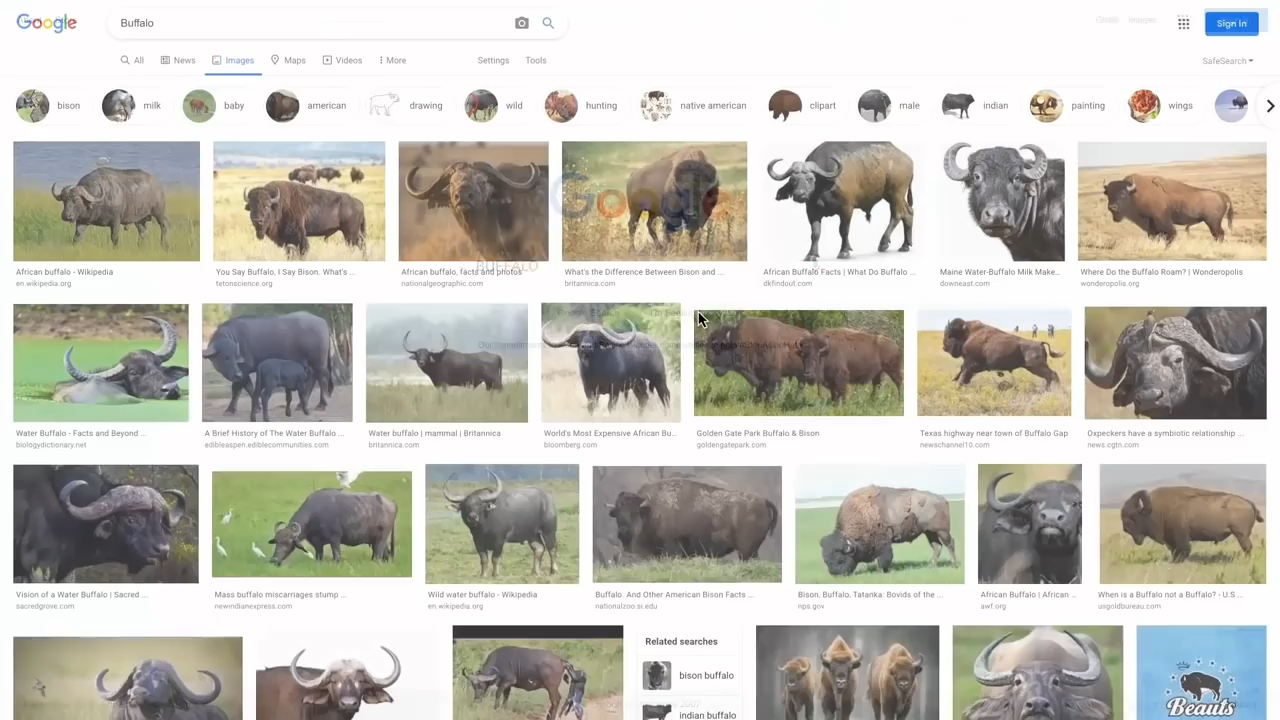 Google
Buffalo
Sign In
All
News
Images
Maps
Videos
More
Settings
Tools
SafeSearch
bison
milk
baby
american
drawing
wild
hunting
native american
clipart
male
indian
painting
wings
Google
BUFFALO
African buffalo - Wikipedia
en.wikipedia.org
You Say Buffalo, I Say Bison. What's ...
tetonscience.org
African buffalo, facts and photos
nationalgeographic.com
What's the Difference Between Bison and ...
britannica.com
African Buffalo Facts | What Do Buffalo ...
dkfindout.com
Maine Water-Buffalo Milk Make...
downeast.com
Where Do the Buffalo Roam? | Wonderopolis
wonderopolis.org
Water Buffalo - Facts and Beyond ...
biologydictionary.net
A Brief History of The Water Buffalo ...
edibleaspen.ediblecommunities.com
Water buffalo | mammal | Britannica
britannica.com
World's Most Expensive African Bu...
bloomberg.com
Golden Gate Park Buffalo & Bison
goldengatepark.com
Texas highway near town of Buffalo Gap
newschannel10.com
Oxpeckers have a symbiotic relationship ...
news.cgtn.com
Vision of a Water Buffalo | Sacred ...
sacredgrove.com
Mass buffalo miscarriages stump ...
newindianexpress.com
Wild water buffalo - Wikipedia
en.wikipedia.org
Buffalo. And Other American Bison Facts ...
nationalzoo.si.edu
Bison, Buffalo, Tatanka: Bovids of the ...
nps.gov
African Buffalo | African ..
awf.org
When is a Buffalo not a Buffalo? - U.S ...
usgoldbureau.com
Related searches
bison buffalo
indian buffalo
Beauts